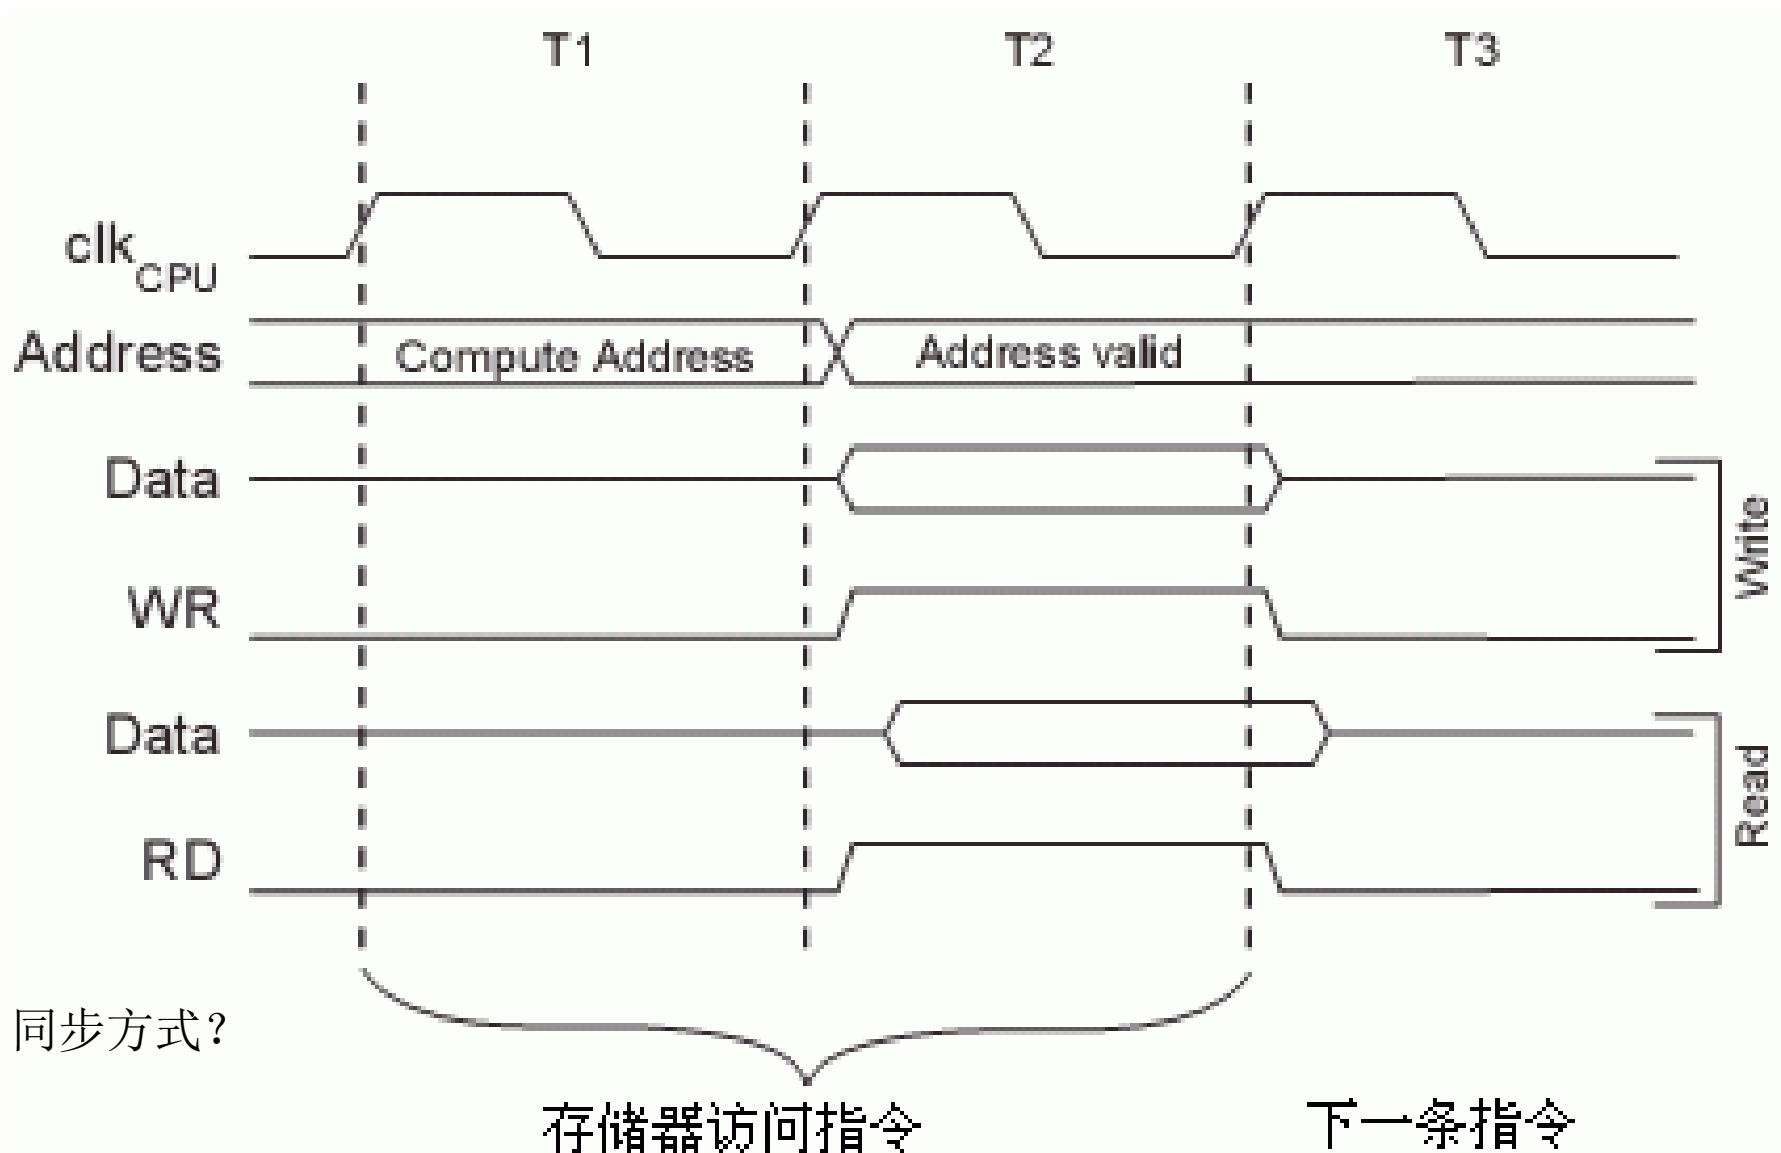 T1 T2 T3
clkCPU
Address Compute Address Address valid
Data
WR
Write
Data
RD
Read
同步方式？
存储器访问指令 下一条指令